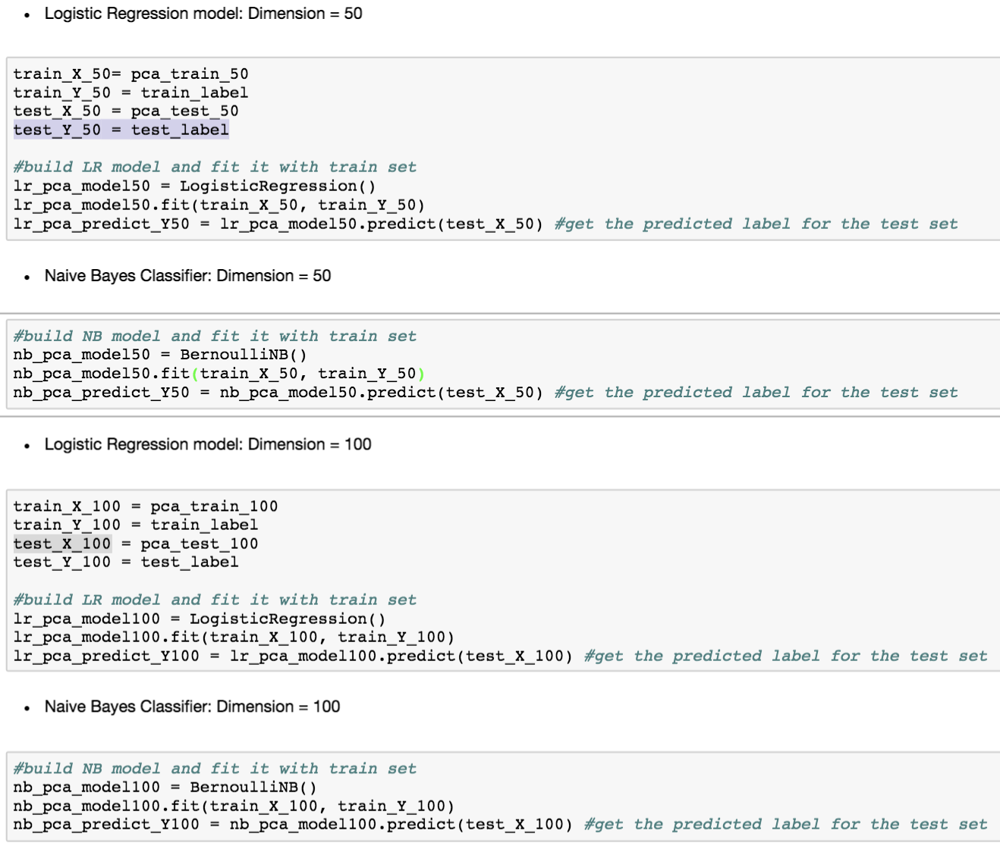 • Logistic Regression model: Dimension = 50
train_X_50= pca_train_50
train_Y_50 = train_label
test_X_50 = pca_test_50
test_Y_50 = test_label
#build LR model and fit it with train set
lr_pca_model50 = LogisticRegression()
lr_pca_model50.fit(train_X_50, train_Y_50)
lr_pca_predict_Y50 = lr_pca_model50.predict(test_X_50) #get the predicted label for the test set
• Naive Bayes Classifier: Dimension = 50
#build NB model and fit it with train set
nb_pca_model50 = BernoulliNB()
nb_pca_model50.fit(train_X_50, train_Y_50)
nb_pca_predict_Y50 = nb_pca_model50.predict(test_X_50) #get the predicted label for the test set
• Logistic Regression model: Dimension = 100
train_X_100 = pca_train_100
train_Y_100 = train_label
test_X_100 = pca_test_100
test_Y_100 = test_label
#build LR model and fit it with train set
lr_pca_model100 = LogisticRegression()
lr_pca_model100.fit(train_X_100, train_Y_100)
lr_pca_predict_Y100 = lr_pca_model100.predict(test_X_100) #get the predicted label for the test set
• Naive Bayes Classifier: Dimension = 100
#build NB model and fit it with train set
nb_pca_model100 = BernoulliNB()
nb_pca_model100.fit(train_X_100, train_Y_100)
nb_pca_predict_Y100 = nb_pca_model100.predict(test_X_100) #get the predicted label for the test set